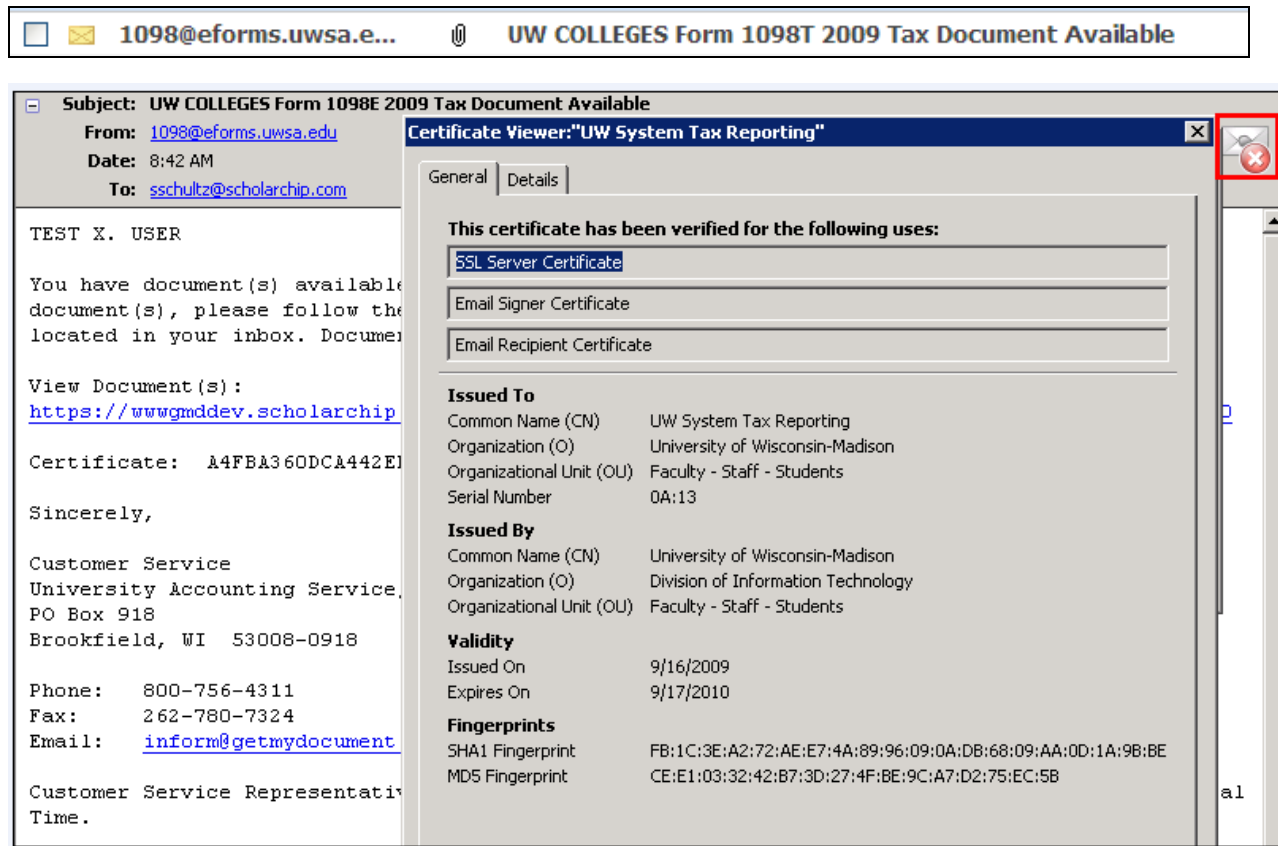 1098@eforms.uwsa.e... UW COLLEGES Form 1098T 2009 Tax Document Available
Subject: UW COLLEGES Form 1098E 2009 Tax Document Available
From: 1098@eforms.uwsa.edu
Date: 8:42 AM
To: sschultz@scholarchip.com
TEST X. USER
You have document(s) available
document(s), please follow the
located in your inbox.
View Document(s):
https://wwwgmddev.scholarchip
Certificate: A4FBA360DCA442E
Sincerely,
Customer Service
University Accounting Service,
PO Box 918
Brookfield, WI 53008-0918
Phone: 800-756-4311
Fax: 262-780-7324
Email: inform@getmydocument
Customer Service
Time.
Certificate Viewer:"UW System Tax Reporting"
General Details
This certificate has been verified for the following uses:
SSL Server Certificate
Email Signer Certificate
Email Recipient Certificate
Issued To
Common Name (CN) UW System Tax Reporting
Organization (O) University of Wisconsin-Madison
Organizational Unit (OU) Faculty - Staff - Students
Serial Number 0A:13
Issued By
Common Name (CN) University of Wisconsin-Madison
Organization (O) Division of Information Technology
Organizational Unit (OU) Faculty - Staff - Students
Validity
Issued On 9/16/2009
Expires On 9/17/2010
Fingerprints
SHA1 Fingerprint FB:1C:3E:A2:72:AE:E7:4A:89:96:09:0A:DB:68:09:AA:0D:1A:9B:BE
MD5 Fingerprint CE:E1:03:32:42:B7:3D:27:4F:BE:9C:A7:D2:75:EC:5B